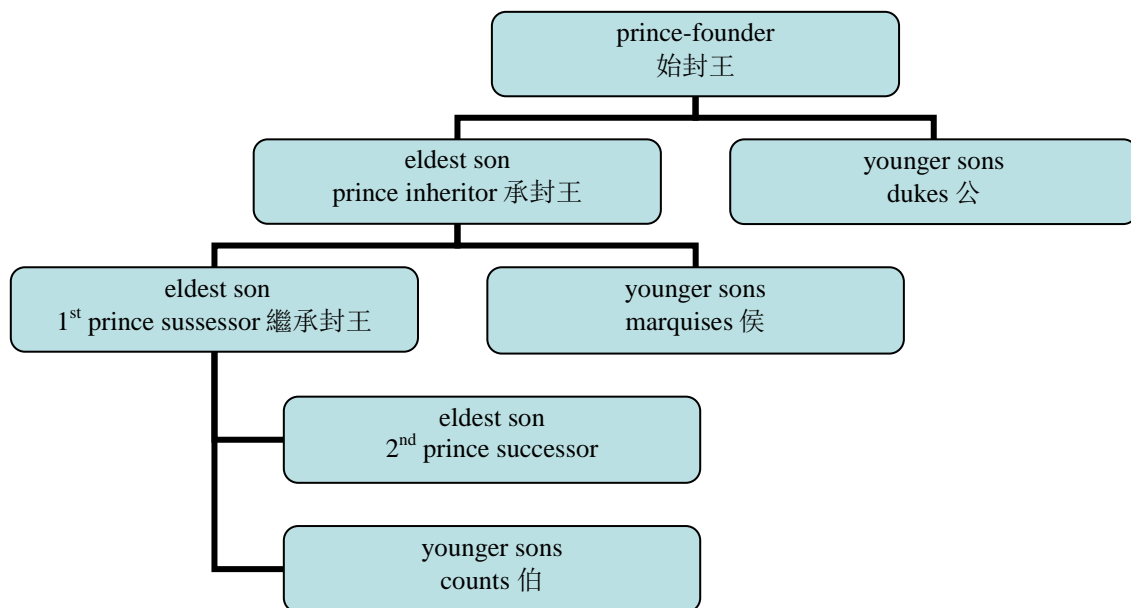 prince-founder
始封王
eldest son
prince inheritor 承封王
younger sons
dukes 公
eldest son
1st prince sussessor 繼承封王
younger sons
marquises 侯
eldest son
2nd prince successor
younger sons
counts 伯